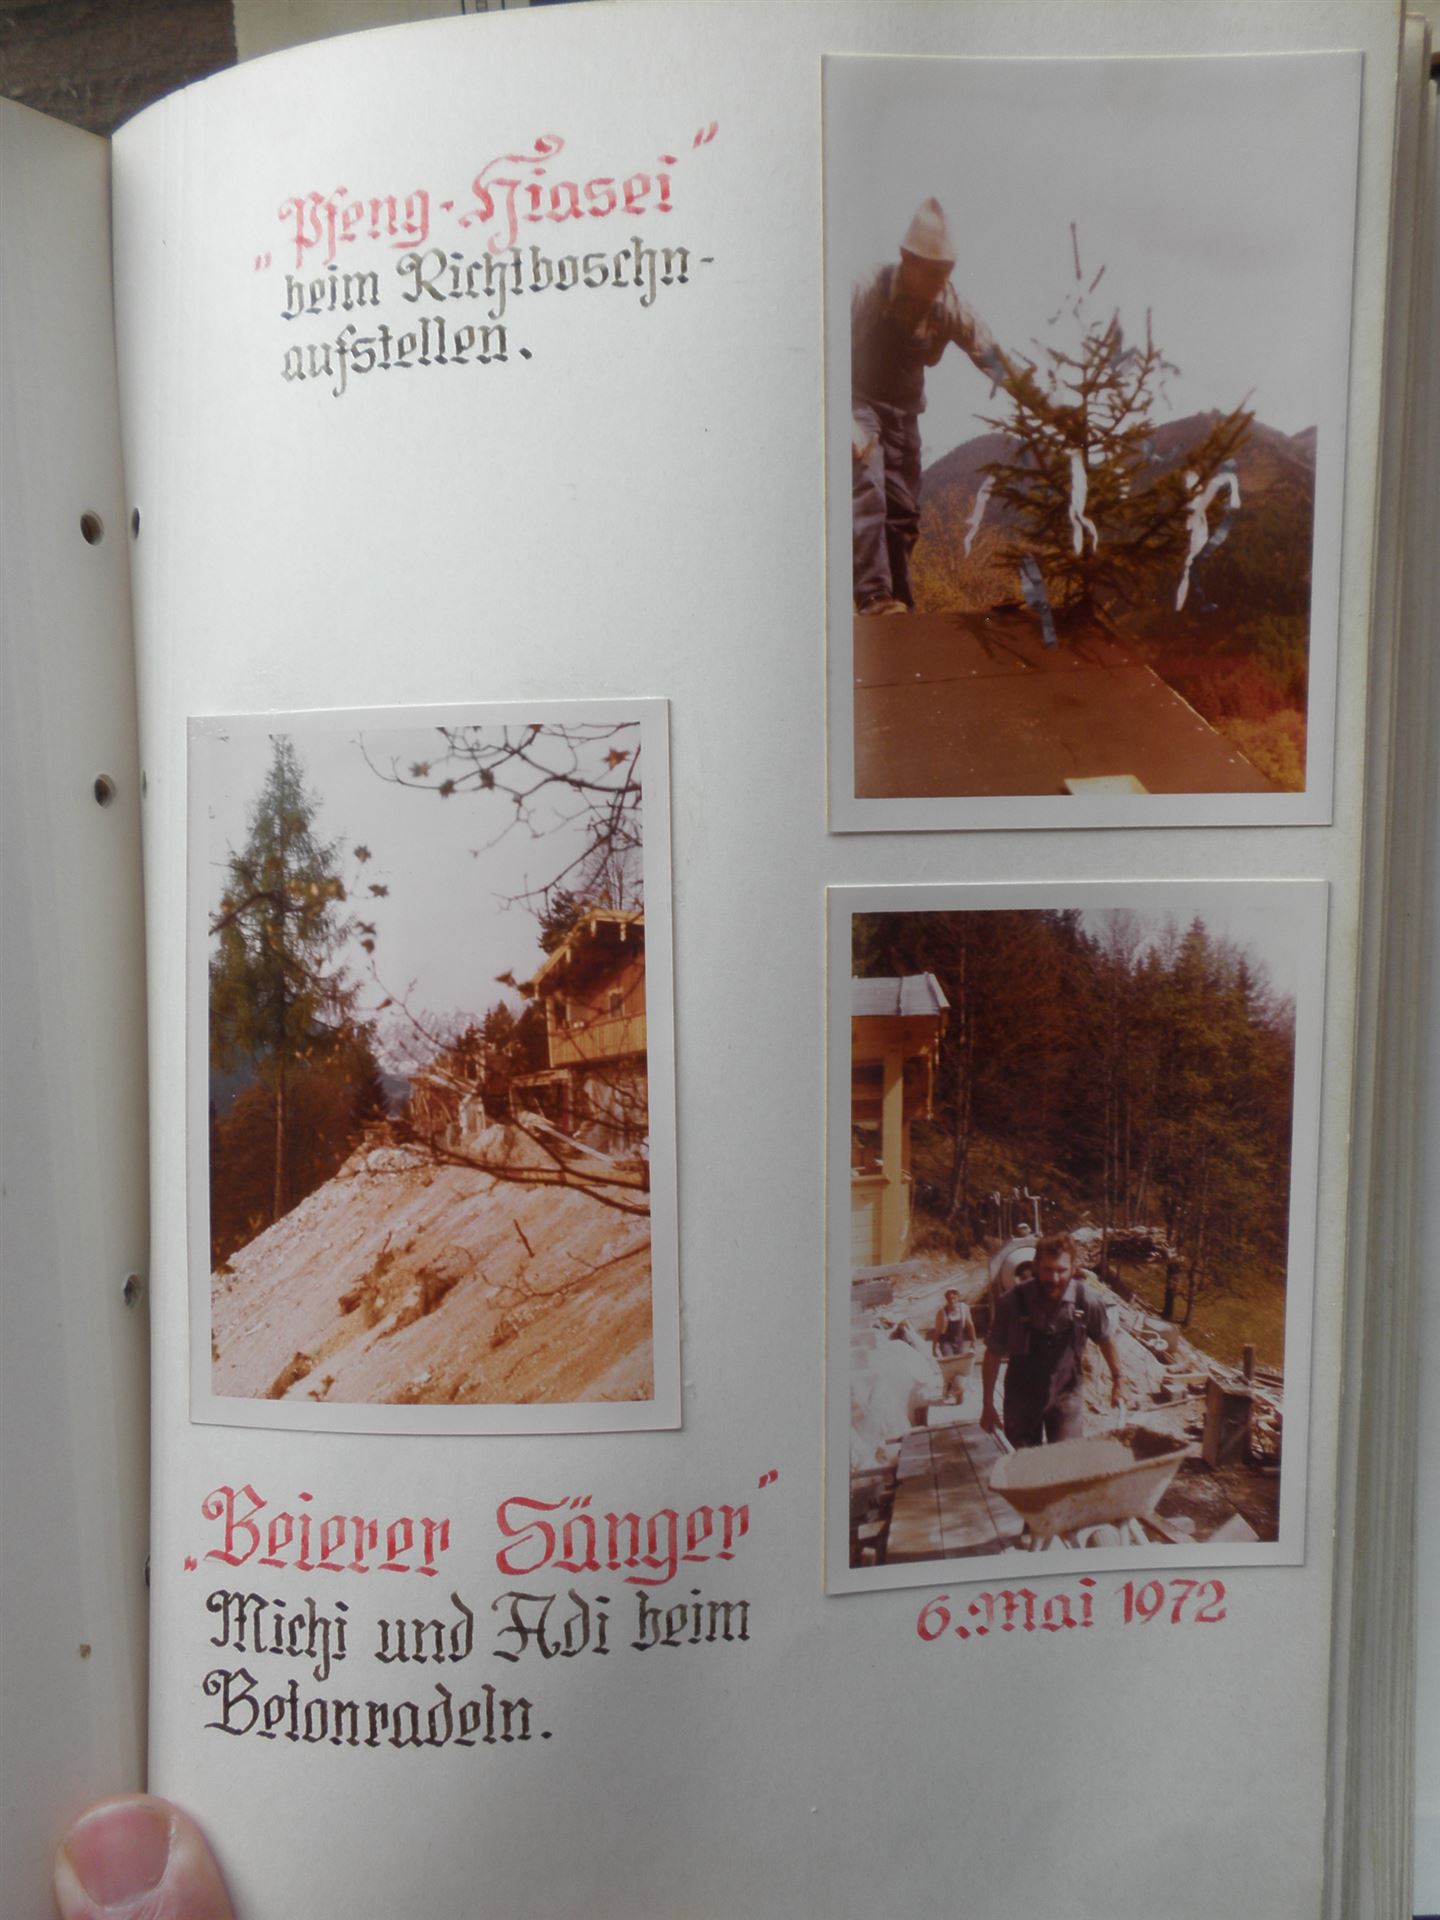 „Pfeng-Hiasei"
beim Richtboschn-
aufstellen.
„Beierer Sänger"
Michi und Adi beim
Betonradeln.
6. Mai 1972